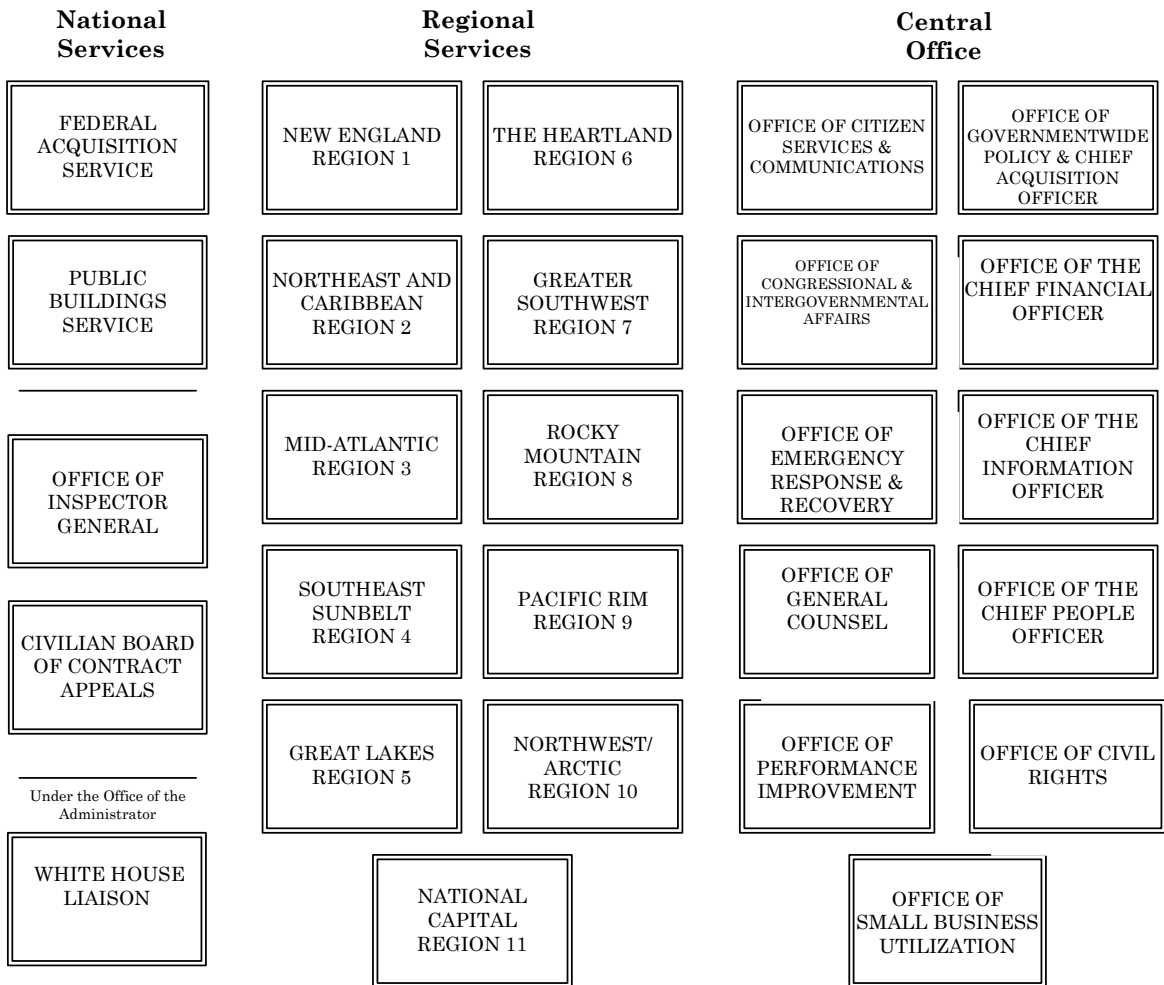 National
Services
FEDERAL
ACQUISITION
SERVICE
PUBLIC
BUILDINGS
SERVICE
OFFICE OF
INSPECTOR
GENERAL
CIVILIAN BOARD
OF CONTRACT
APPEALS
Under the Office of the
Administrator
WHITE HOUSE
LIAISON
Regional
Services
NEW ENGLAND
REGION 1
THE HEARTLAND
REGION 6
NORTHEAST AND
CARIBBEAN
REGION 2
GREATER
SOUTHWEST
REGION 7
MID-ATLANTIC
REGION 3
ROCKY
MOUNTAIN
REGION 8
SOUTHEAST
SUNBELT
REGION 4
PACIFIC RIM
REGION 9
GREAT LAKES
REGION 5
NORTHWEST/
ARCTIC
REGION 10
NATIONAL
CAPITAL
REGION 11
Central
Office
OFFICE OF CITIZEN
SERVICES &
COMMUNICATIONS
OFFICE OF
GOVERNMENTWIDE
POLICY & CHIEF
ACQUISITION
OFFICER
OFFICE OF
CONGRESSIONAL &
INTERGOVERNMENTAL
AFFAIRS
OFFICE OF THE
CHIEF FINANCIAL
OFFICER
OFFICE OF
EMERGENCY
RESPONSE &
RECOVERY
OFFICE OF THE
CHIEF
INFORMATION
OFFICER
OFFICE OF
GENERAL
COUNSEL
OFFICE OF THE
CHIEF PEOPLE
OFFICER
OFFICE OF
PERFORMANCE
IMPROVEMENT
OFFICE OF CIVIL
RIGHTS
OFFICE OF
SMALL BUSINESS
UTILIZATION